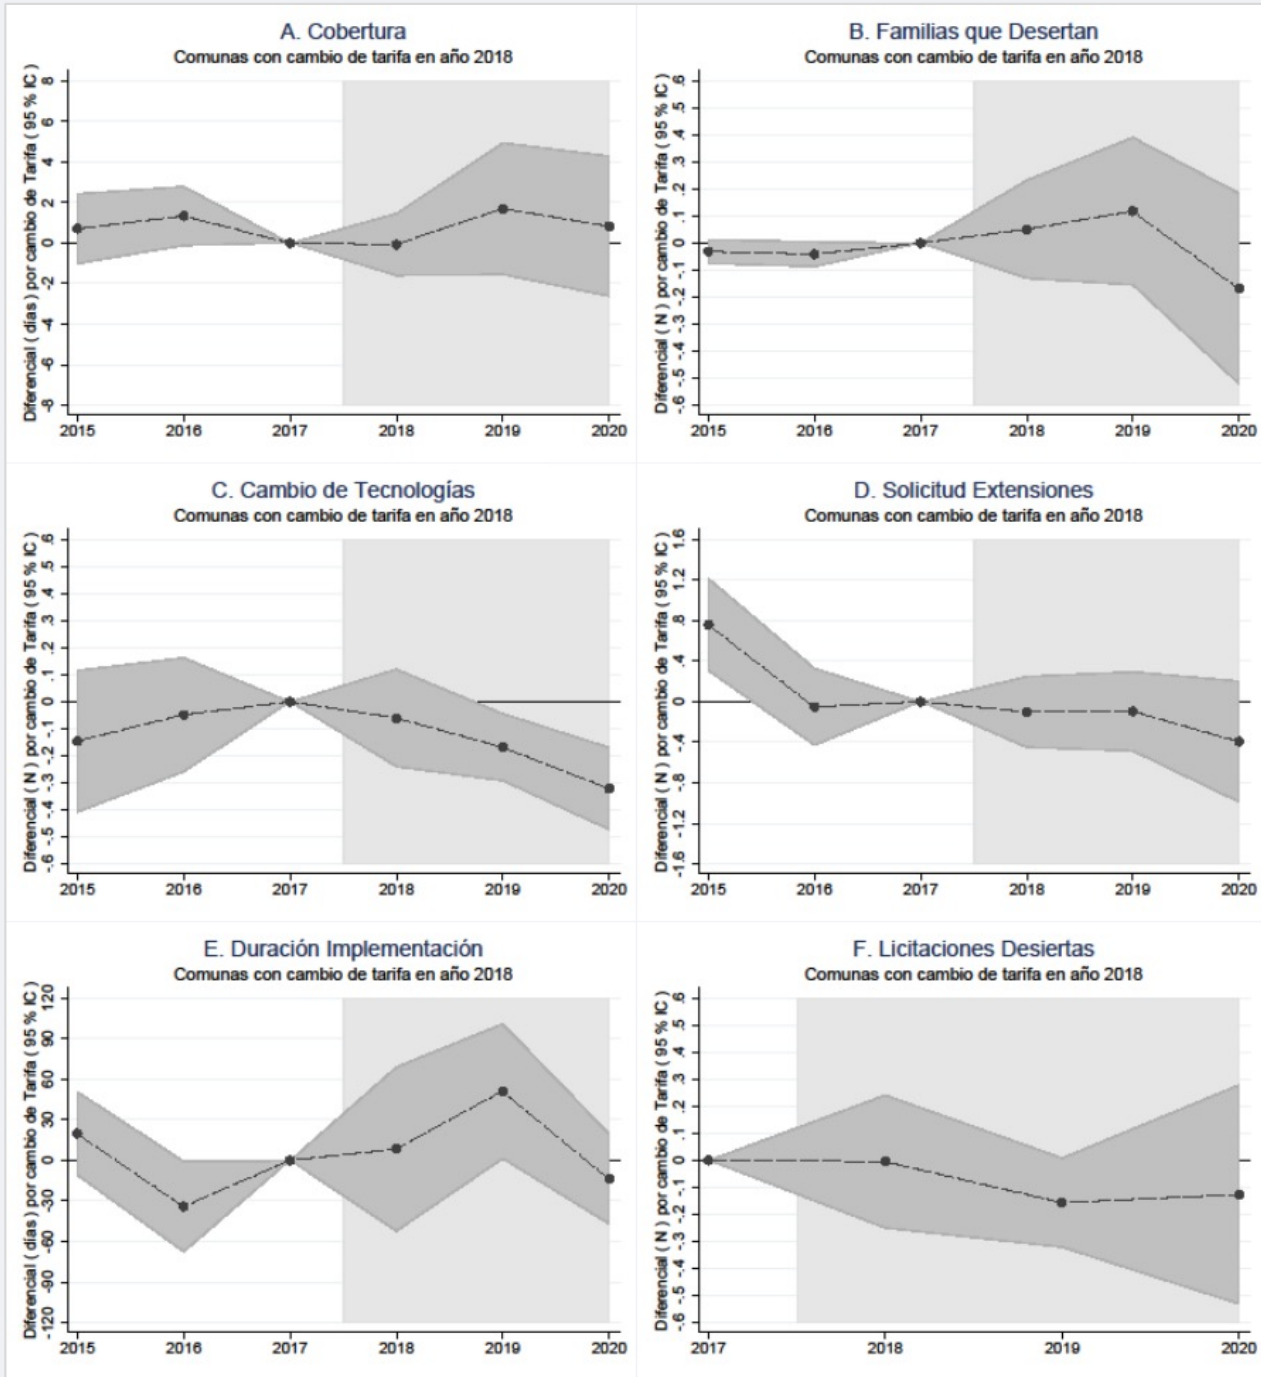 A. Cobertura
Comunas con cambio de tarifa en año 2018
Diferencial ( días ) por cambio de Tarifa ( 95 % IC )
8
6
4
2
0
-2
-4
-6
-8
2015 2016 2017 2018 2019 2020
B. Familias que Desertan
Comunas con cambio de tarifa en año 2018
Diferencial ( N ) por cambio de Tarifa ( 95 % IC )
.6
.5
.4
.3
.2
.1
0
-.1
-.2
-.3
-.4
-.5
-.6
2015 2016 2017 2018 2019 2020
C. Cambio de Tecnologías
Comunas con cambio de tarifa en año 2018
Diferencial ( N ) por cambio de Tarifa ( 95 % IC )
.6
.5
.4
.3
.2
.1
0
-.1
-.2
-.3
-.4
-.5
-.6
2015 2016 2017 2018 2019 2020
D. Solicitud Extensiones
Comunas con cambio de tarifa en año 2018
Diferencial ( N ) por cambio de Tarifa ( 95 % IC )
1.6
1.2
.8
.4
0
-.4
-.8
-1.2
-1.6
2015 2016 2017 2018 2019 2020
E. Duración Implementación
Comunas con cambio de tarifa en año 2018
Diferencial ( días ) por cambio de Tarifa ( 95 % IC )
120
90
60
30
0
-30
-60
-90
-120
2015 2016 2017 2018 2019 2020
F. Licitaciones Desiertas
Comunas con cambio de tarifa en año 2018
Diferencial ( N ) por cambio de Tarifa ( 95 % IC )
.6
.5
.4
.3
.2
.1
0
-.1
-.2
-.3
-.4
-.5
-.6
2017 2018 2019 2020